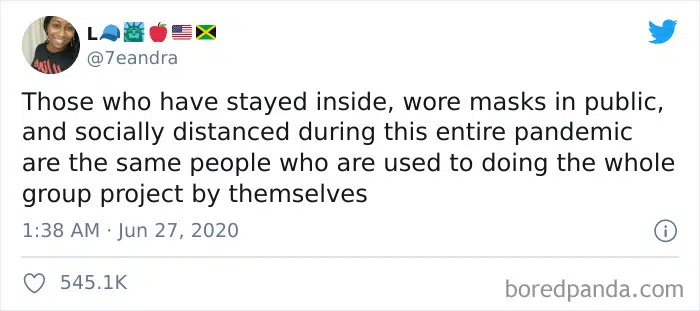 L🧢🗽🍎🇺🇸🇯🇲
@7eandra
Those who have stayed inside, wore masks in public,
and socially distanced during this entire pandemic
are the same people who are used to doing the whole
group project by themselves
1:38 AM · Jun 27, 2020
545.1K
boredpanda.com